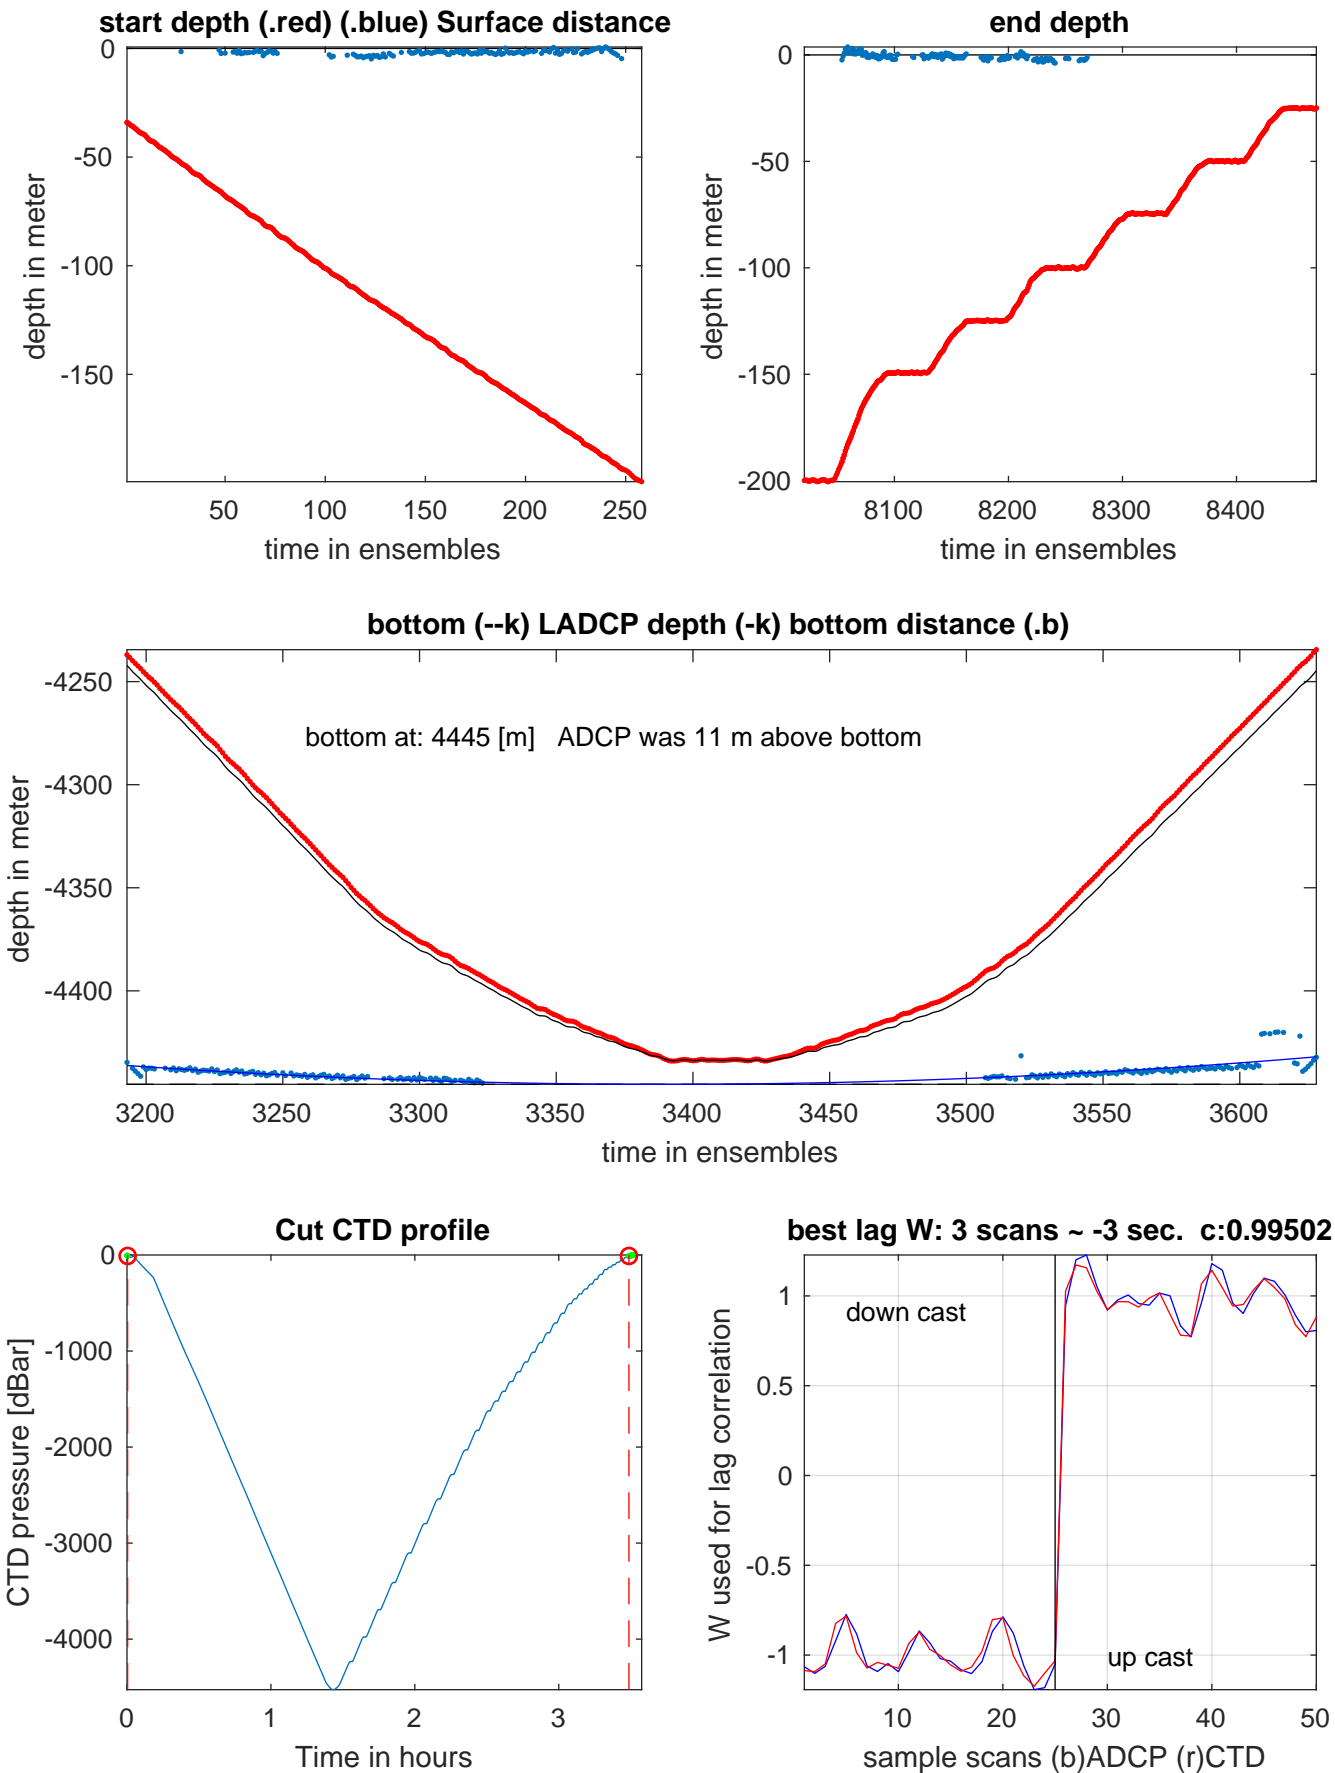 start depth (.red) (.blue) Surface distance
0
-50
-100
-150
50
100
150
200
250
depth in meter
time in ensembles
end depth
0
-50
-100
-150
-200
8100
8200
8300
8400
depth in meter
time in ensembles
bottom (--k) LADCP depth (-k) bottom distance (.b)
bottom at: 4445 [m]   ADCP was 11 m above bottom
-4250
-4300
-4350
-4400
3200
3250
3300
3350
3400
3450
3500
3550
3600
depth in meter
time in ensembles
Cut CTD profile
0
-1000
-2000
-3000
-4000
0
1
2
3
CTD pressure [dBar]
Time in hours
best lag W: 3 scans ~ -3 sec.  c:0.99502
down cast
up cast
1
0.5
0
-0.5
-1
10
20
30
40
50
W used for lag correlation
sample scans (b)ADCP (r)CTD